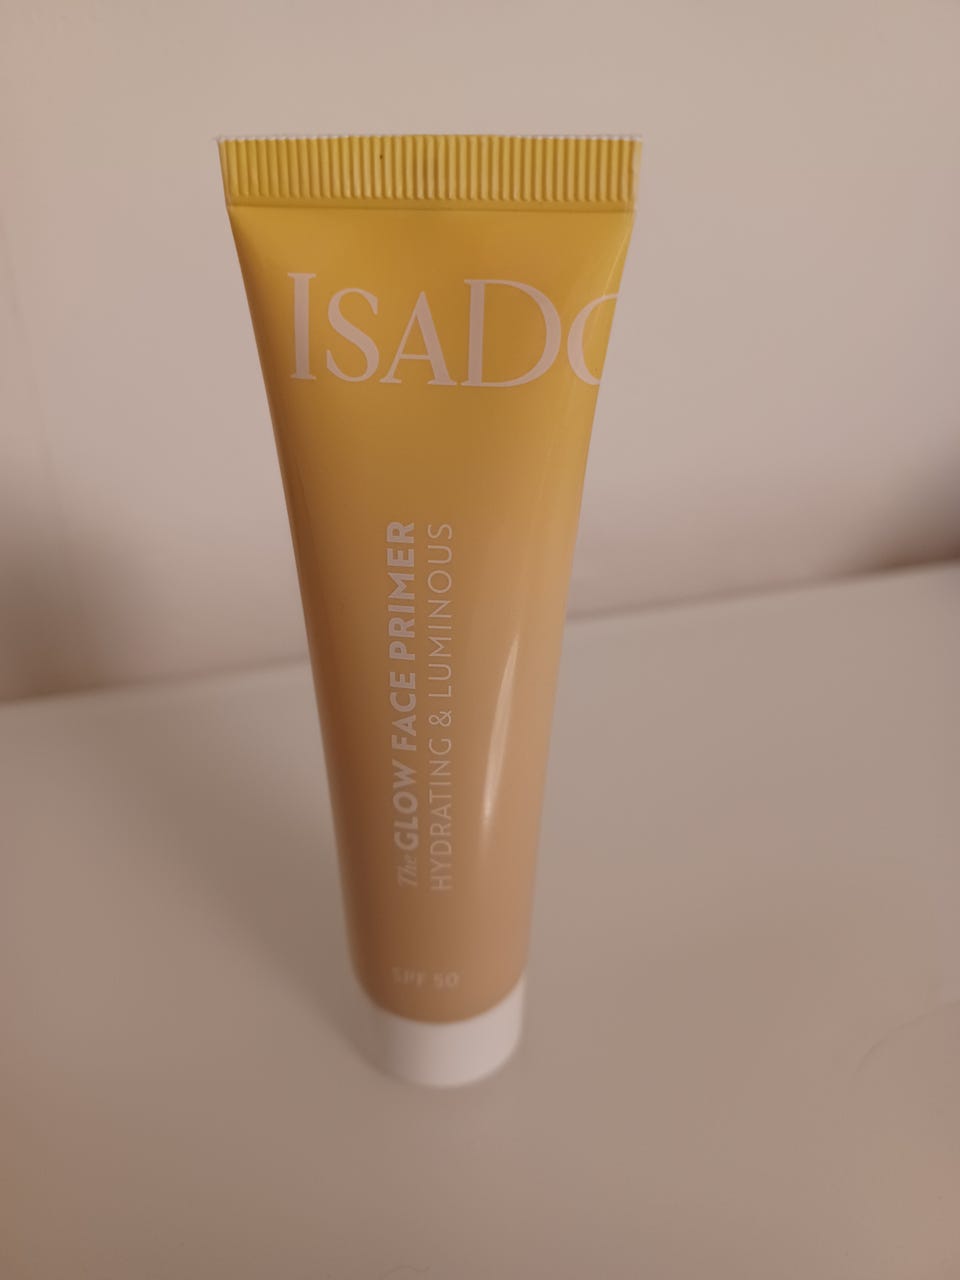 ISADO
The GLOW FACE PRIMER
HYDRATING & LUMINOUS
SPF 50